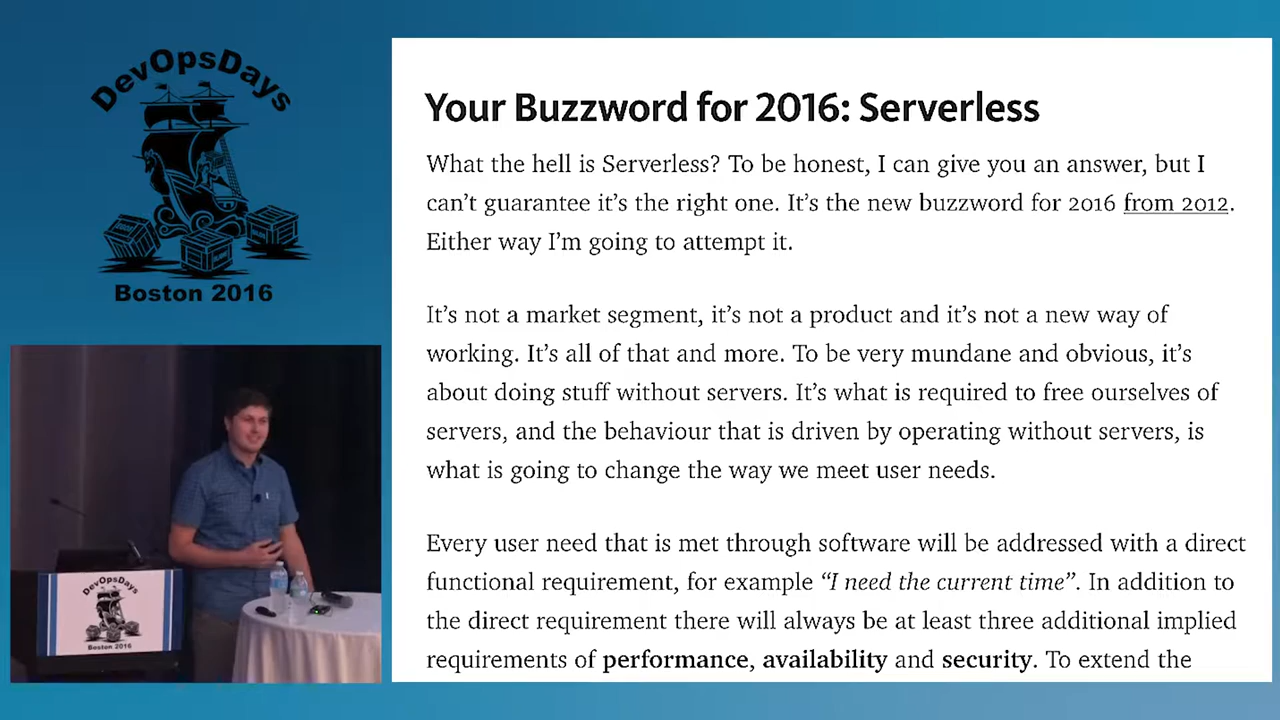 DevOpsDays
Boston 2016
DevOpsDays
Boston 2016
Your Buzzword for 2016: Serverless
What the hell is Serverless? To be honest, I can give you an answer, but I
can’t guarantee it’s the right one. It’s the new buzzword for 2016 from 2012.
Either way I’m going to attempt it.
It’s not a market segment, it’s not a product and it’s not a new way of
working. It’s all of that and more. To be very mundane and obvious, it’s
about doing stuff without servers. It’s what is required to free ourselves of
servers, and the behaviour that is driven by operating without servers, is
what is going to change the way we meet user needs.
Every user need that is met through software will be addressed with a direct
functional requirement, for example “I need the current time”. In addition to
the direct requirement there will always be at least three additional implied
requirements of performance, availability and security. To extend the